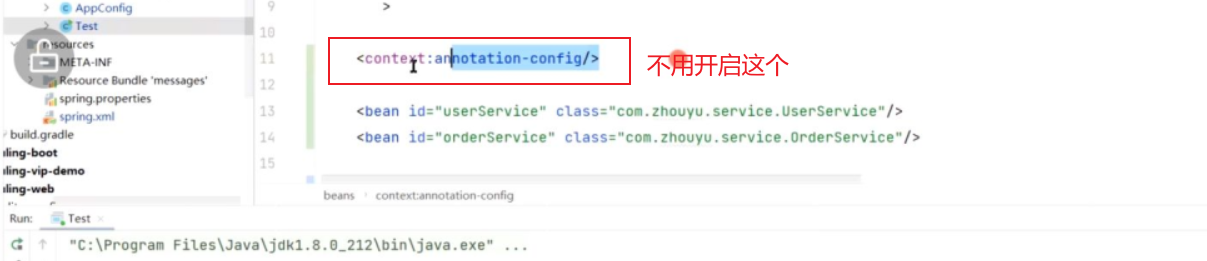 AppConfig
Test
resources
META-INF
Resource Bundle 'messages'
spring.properties
spring.xml
build.gradle
uling-boot
uling-vip-demo
uling-web
9 >
10
11 <context:annotation-config/>
不用开启这个
12
13 <bean id="userService" class="com.zhouyu.service.UserService"/>
14 <bean id="orderService" class="com.zhouyu.service.OrderService"/>
15
beans context:annotation-config
Run: Test ×
"C:\Program Files\Java\jdk1.8.0_212\bin\java.exe" ...